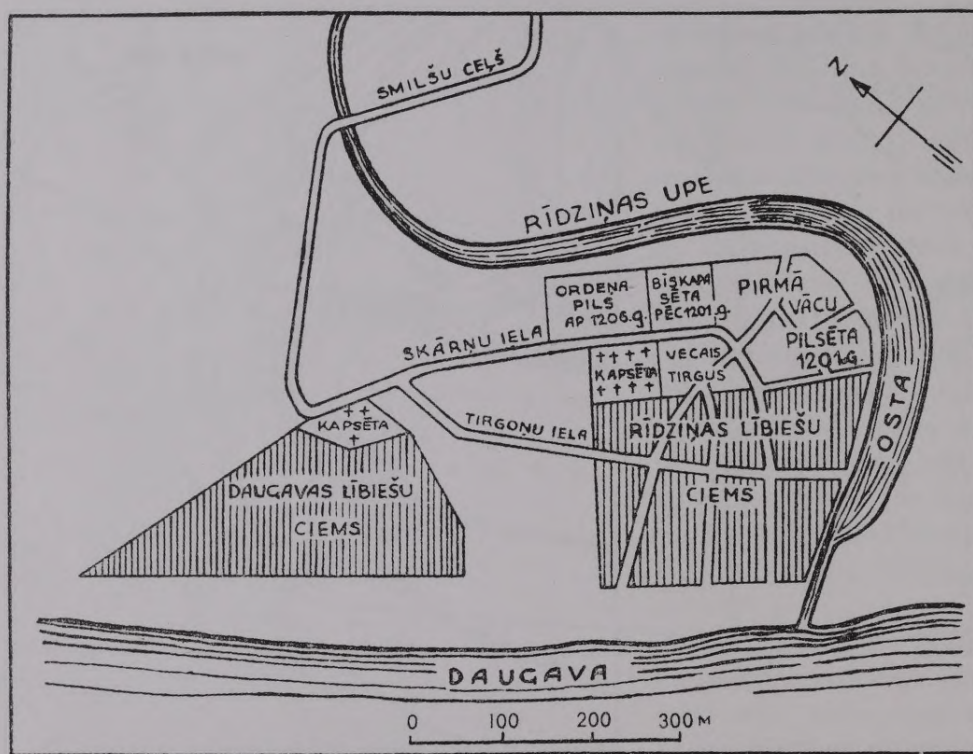 SMILŠU CEĻŠ
N
RĪDZIŅAS UPE
ORDEŅA
PILS
AP 1206.g.
BĪSKAPA
SĒTA
PĒC 1201.g.
PIRMĀ
VĀCU
PILSĒTA
1201.G.
SKĀRŅU IELA
KAPSĒTA
VECAIS
TIRGUS
OSTA
KAPSĒTA
TIRGOŅU IELA
RĪDZIŅAS LĪBIEŠU
CIEMS
DAUGAVAS LĪBIEŠU
CIEMS
DAUGAVA
0 100 200 300 M